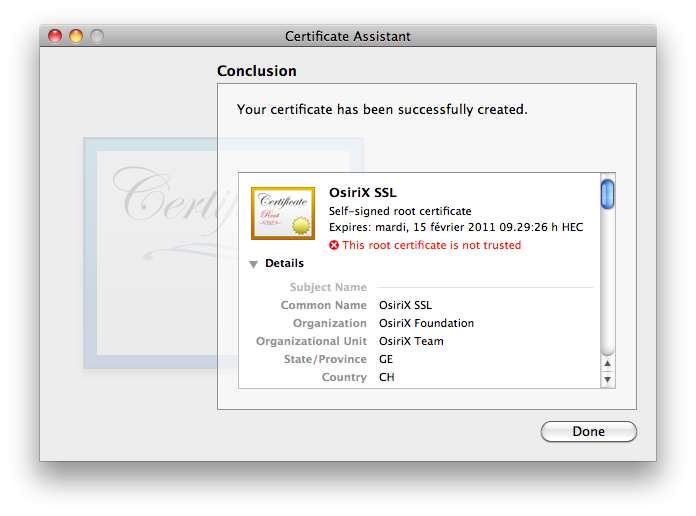 Certificate Assistant
Conclusion
Your certificate has been successfully created.
Certif
Certificate
Root
OsiriX SSL
Self-signed root certificate
Expires: mardi, 15 février 2011 09.29:26 h HEC
This root certificate is not trusted
Details
Subject Name
Common Name OsiriX SSL
Organization OsiriX Foundation
Organizational Unit OsiriX Team
State/Province GE
Country CH
Done